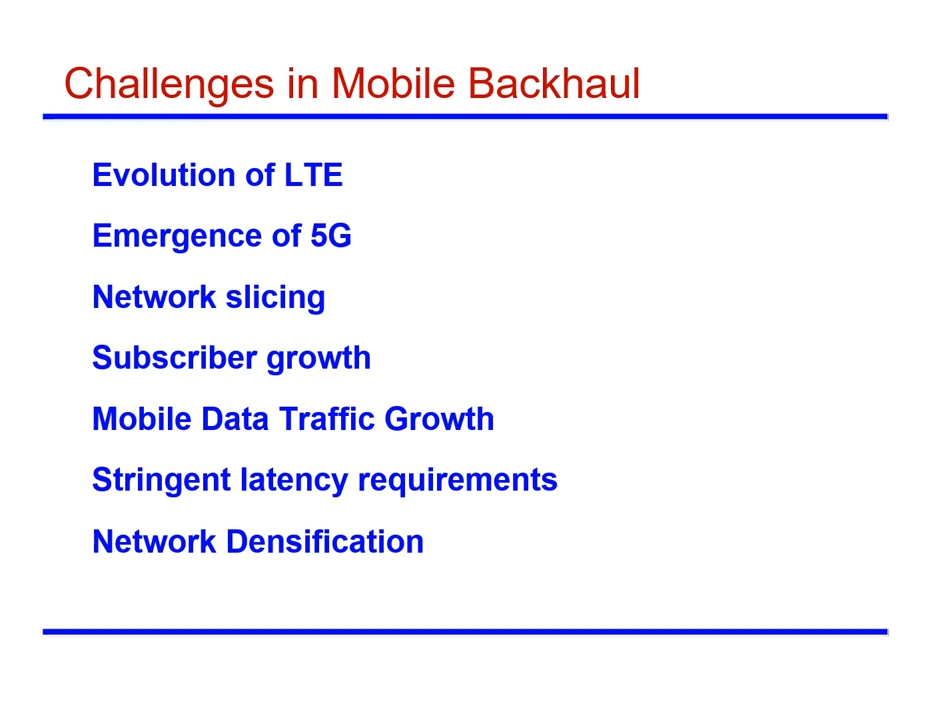 Challenges in Mobile Backhaul
Evolution of LTE
Emergence of 5G
Network slicing
Subscriber growth
Mobile Data Traffic Growth
Stringent latency requirements
Network Densification